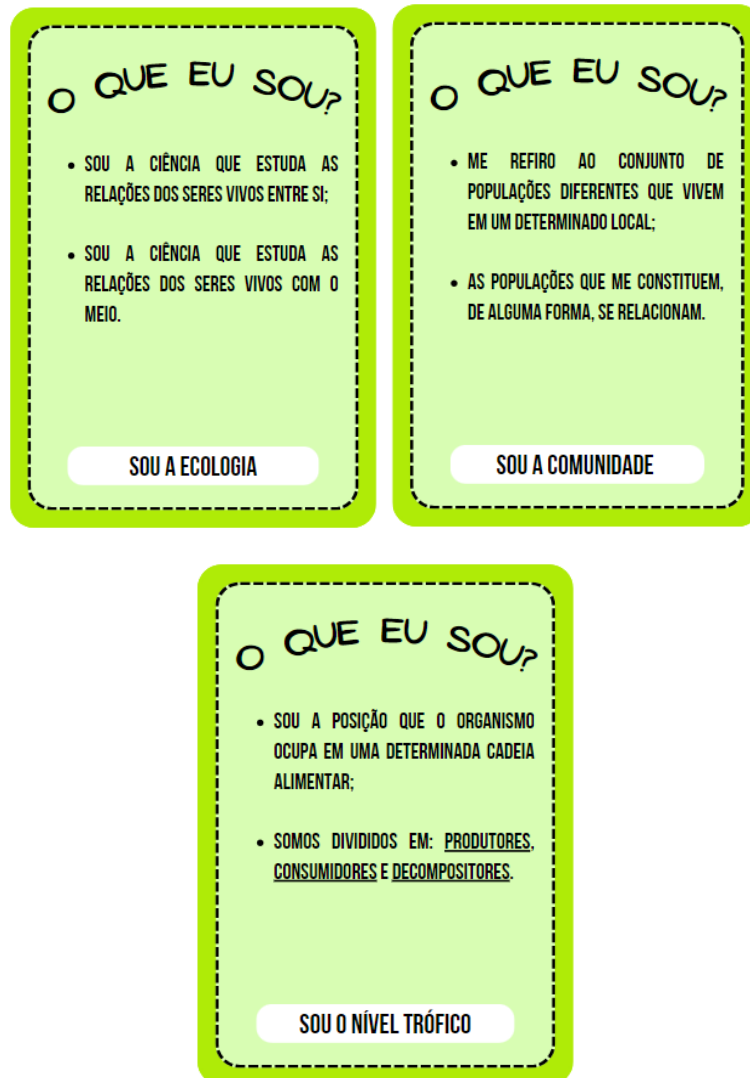 O QUE EU SOU?
• SOU A CIÊNCIA QUE ESTUDA AS
RELAÇÕES DOS SERES VIVOS ENTRE SI;
• SOU A CIÊNCIA QUE ESTUDA AS
RELAÇÕES DOS SERES VIVOS COM O
MEIO.
SOU A ECOLOGIA
O QUE EU SOU?
• ME REFIRO AO CONJUNTO DE
POPULAÇÕES DIFERENTES QUE VIVEM
EM UM DETERMINADO LOCAL;
• AS POPULAÇÕES QUE ME CONSTITUEM,
DE ALGUMA FORMA, SE RELACIONAM.
SOU A COMUNIDADE
O QUE EU SOU?
• SOU A POSIÇÃO QUE O ORGANISMO
OCUPA EM UMA DETERMINADA CADEIA
ALIMENTAR;
• SOMOS DIVIDIDOS EM: PRODUTORES,
CONSUMIDORES E DECOMPOSITORES.
SOU O NÍVEL TRÓFICO